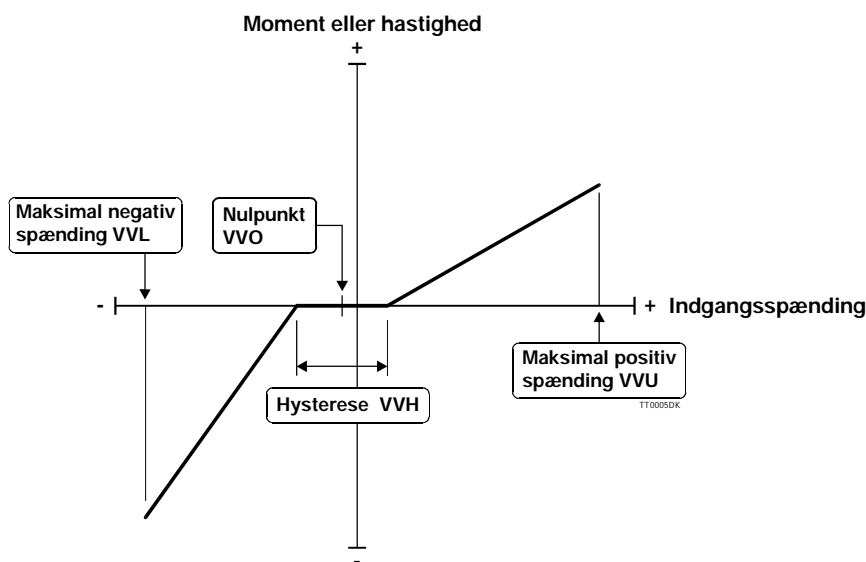 Moment eller hastighed
+
Maksimal negativ
spænding VVL
Nulpunkt
VVO
-
+ Indgangsspænding
Maksimal positiv
spænding VVU
Hysterese VVH
TT0005DK
-